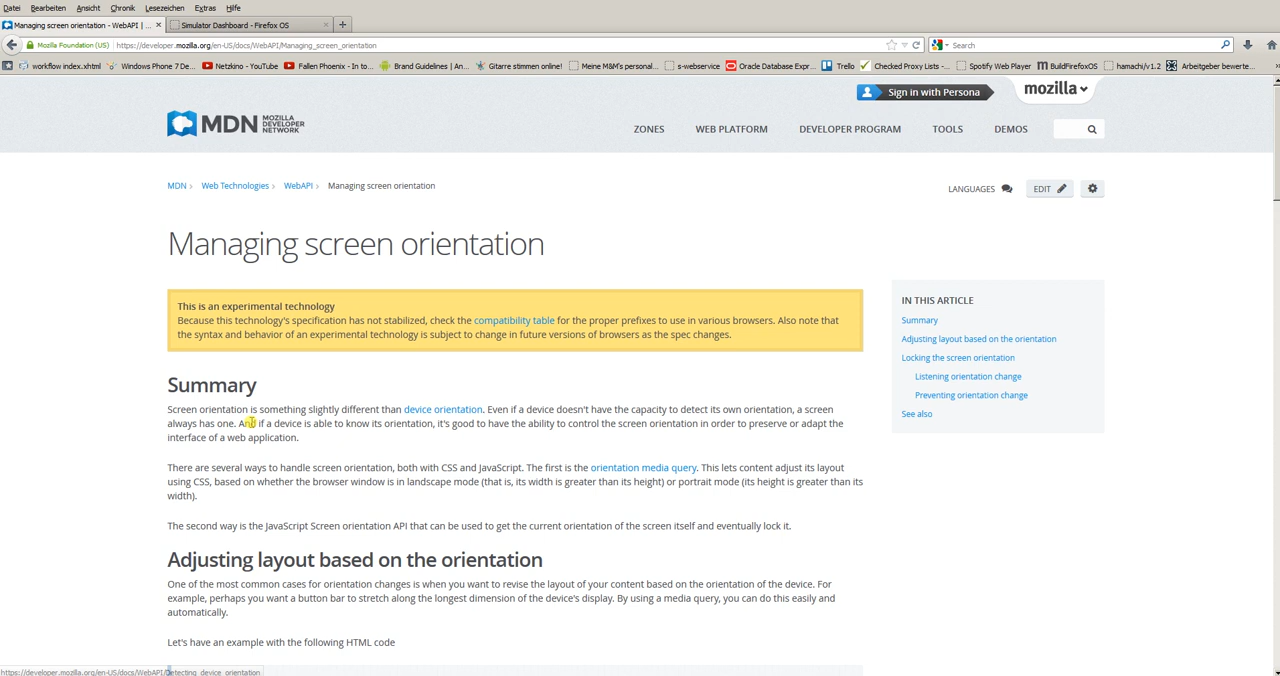 Datei Bearbeiten Ansicht Chronik Lesezeichen Extras Hilfe
Managing screen orientation - WebAPI | ...
Simulator Dashboard - Firefox OS
Mozilla Foundation (US)
https://developer.mozilla.org/en-US/docs/WebAPI/Managing_screen_orientation
Search
workflow index.xhtml Windows Phone 7 De... Netzkino - YouTube Fallen Phoenix - In to... Brand Guidelines | An... Gitarre stimmen online! Meine M&M's personal... s-webservice Oracle Database Expr... Trello Checked Proxy Lists -... Spotify Web Player BuildFirefoxOS hamachi/v1.2 Arbeitgeber bewerte...
Sign in with Persona
mozilla
MDN MOZILLA DEVELOPER NETWORK
ZONES WEB PLATFORM DEVELOPER PROGRAM TOOLS DEMOS
MDN › Web Technologies › WebAPI › Managing screen orientation
LANGUAGES
EDIT
Managing screen orientation
This is an experimental technology
Because this technology's specification has not stabilized, check the compatibility table for the proper prefixes to use in various browsers. Also note that
the syntax and behavior of an experimental technology is subject to change in future versions of browsers as the spec changes.
IN THIS ARTICLE
Summary
Adjusting layout based on the orientation
Locking the screen orientation
Listening orientation change
Preventing orientation change
See also
Summary
Screen orientation is something slightly different than device orientation. Even if a device doesn't have the capacity to detect its own orientation, a screen
always has one. And if a device is able to know its orientation, it's good to have the ability to control the screen orientation in order to preserve or adapt the
interface of a web application.
There are several ways to handle screen orientation, both with CSS and JavaScript. The first is the orientation media query. This lets content adjust its layout
using CSS, based on whether the browser window is in landscape mode (that is, its width is greater than its height) or portrait mode (its height is greater than its
width).
The second way is the JavaScript Screen orientation API that can be used to get the current orientation of the screen itself and eventually lock it.
Adjusting layout based on the orientation
One of the most common cases for orientation changes is when you want to revise the layout of your content based on the orientation of the device. For
example, perhaps you want a button bar to stretch along the longest dimension of the device's display. By using a media query, you can do this easily and
automatically.
Let's have an example with the following HTML code
https://developer.mozilla.org/en-US/docs/WebAPI/Detecting_device_orientation